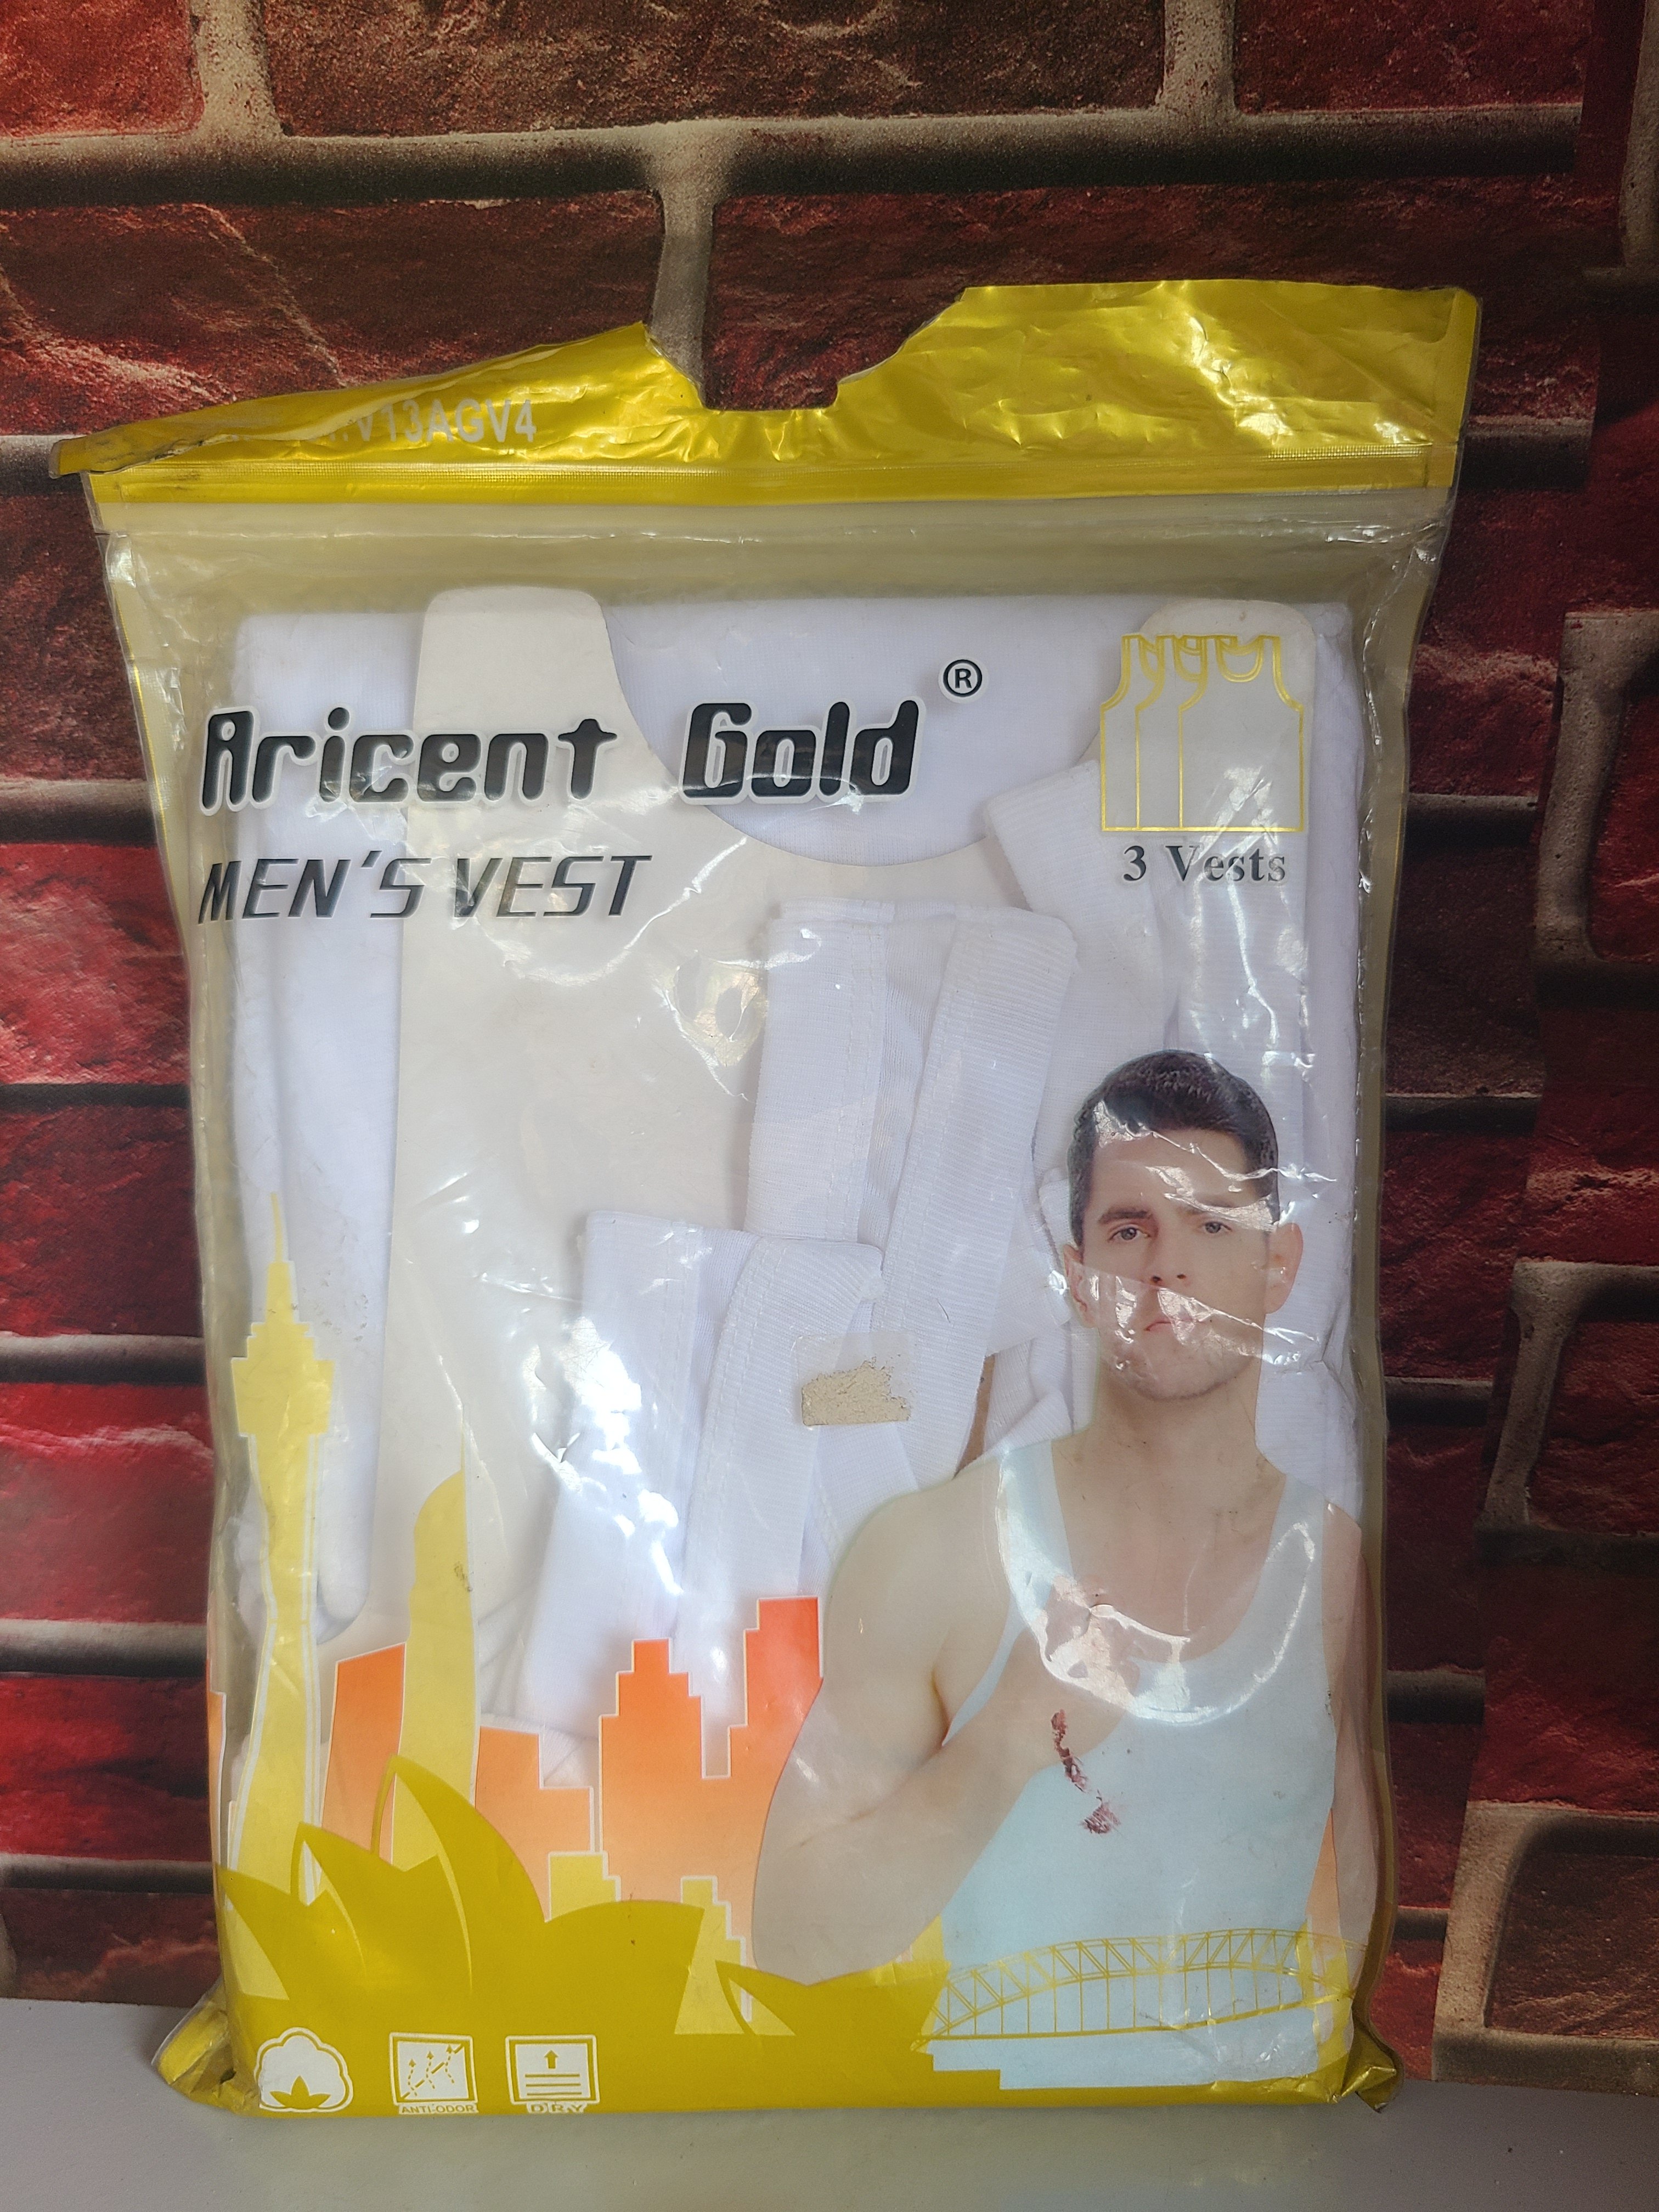 V13AGV4
Aricent Gold ®
MEN'S VEST
3 Vests
ANTI-ODOR
DRY